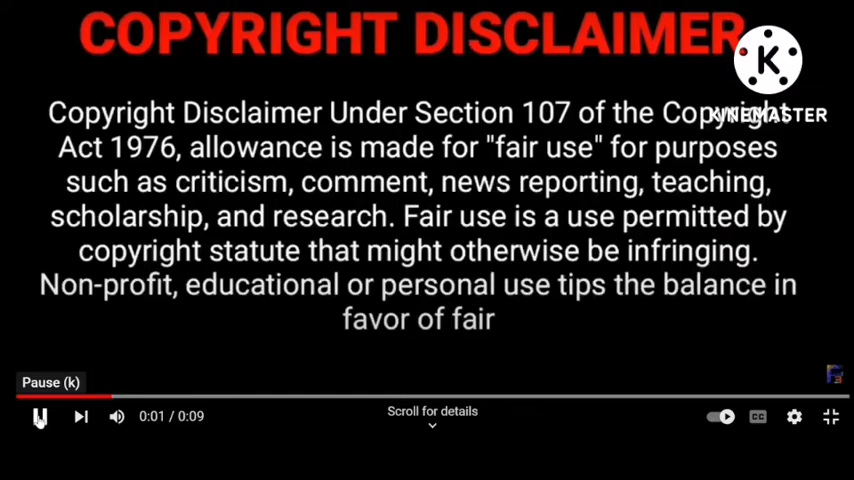 COPYRIGHT DISCLAIMER
K
Copyright Disclaimer Under Section 107 of the Copyright
KINEMASTER
Act 1976, allowance is made for "fair use" for purposes
such as criticism, comment, news reporting, teaching,
scholarship, and research. Fair use is a use permitted by
copyright statute that might otherwise be infringing.
Non-profit, educational or personal use tips the balance in
favor of fair
Pause (k)
0:01 / 0:09
Scroll for details
CC